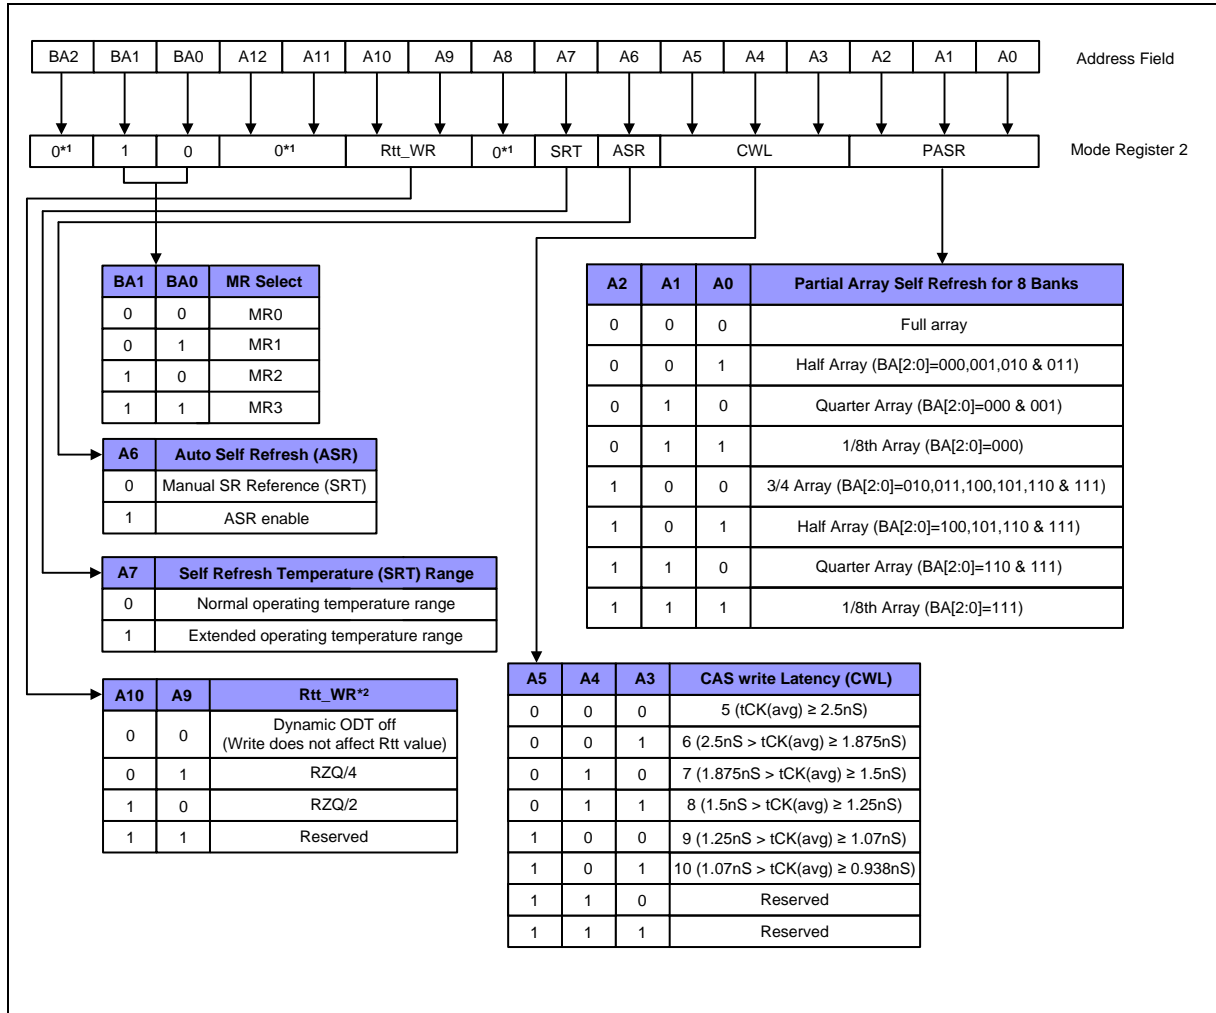 BA2 BA1 BA0 A12 A11 A10 A9 A8 A7 A6 A5 A4 A3 A2 A1 A0 Address Field
0*1 1 0 0*1 Rtt_WR 0*1 SRT ASR CWL PASR Mode Register 2
BA1 BA0 MR Select
0 0 MR0
0 1 MR1
1 0 MR2
1 1 MR3
A6 Auto Self Refresh (ASR)
0 Manual SR Reference (SRT)
1 ASR enable
A7 Self Refresh Temperature (SRT) Range
0 Normal operating temperature range
1 Extended operating temperature range
A10 A9 Rtt_WR*2
0 0 Dynamic ODT off
(Write does not affect Rtt value)
0 1 RZQ/4
1 0 RZQ/2
1 1 Reserved
A2 A1 A0 Partial Array Self Refresh for 8 Banks
0 0 0 Full array
0 0 1 Half Array (BA[2:0]=000,001,010 & 011)
0 1 0 Quarter Array (BA[2:0]=000 & 001)
0 1 1 1/8th Array (BA[2:0]=000)
1 0 0 3/4 Array (BA[2:0]=010,011,100,101,110 & 111)
1 0 1 Half Array (BA[2:0]=100,101,110 & 111)
1 1 0 Quarter Array (BA[2:0]=110 & 111)
1 1 1 1/8th Array (BA[2:0]=111)
A5 A4 A3 CAS write Latency (CWL)
0 0 0 5 (tCK(avg) ≥ 2.5nS)
0 0 1 6 (2.5nS > tCK(avg) ≥ 1.875nS)
0 1 0 7 (1.875nS > tCK(avg) ≥ 1.5nS)
0 1 1 8 (1.5nS > tCK(avg) ≥ 1.25nS)
1 0 0 9 (1.25nS > tCK(avg) ≥ 1.07nS)
1 0 1 10 (1.07nS > tCK(avg) ≥ 0.938nS)
1 1 0 Reserved
1 1 1 Reserved